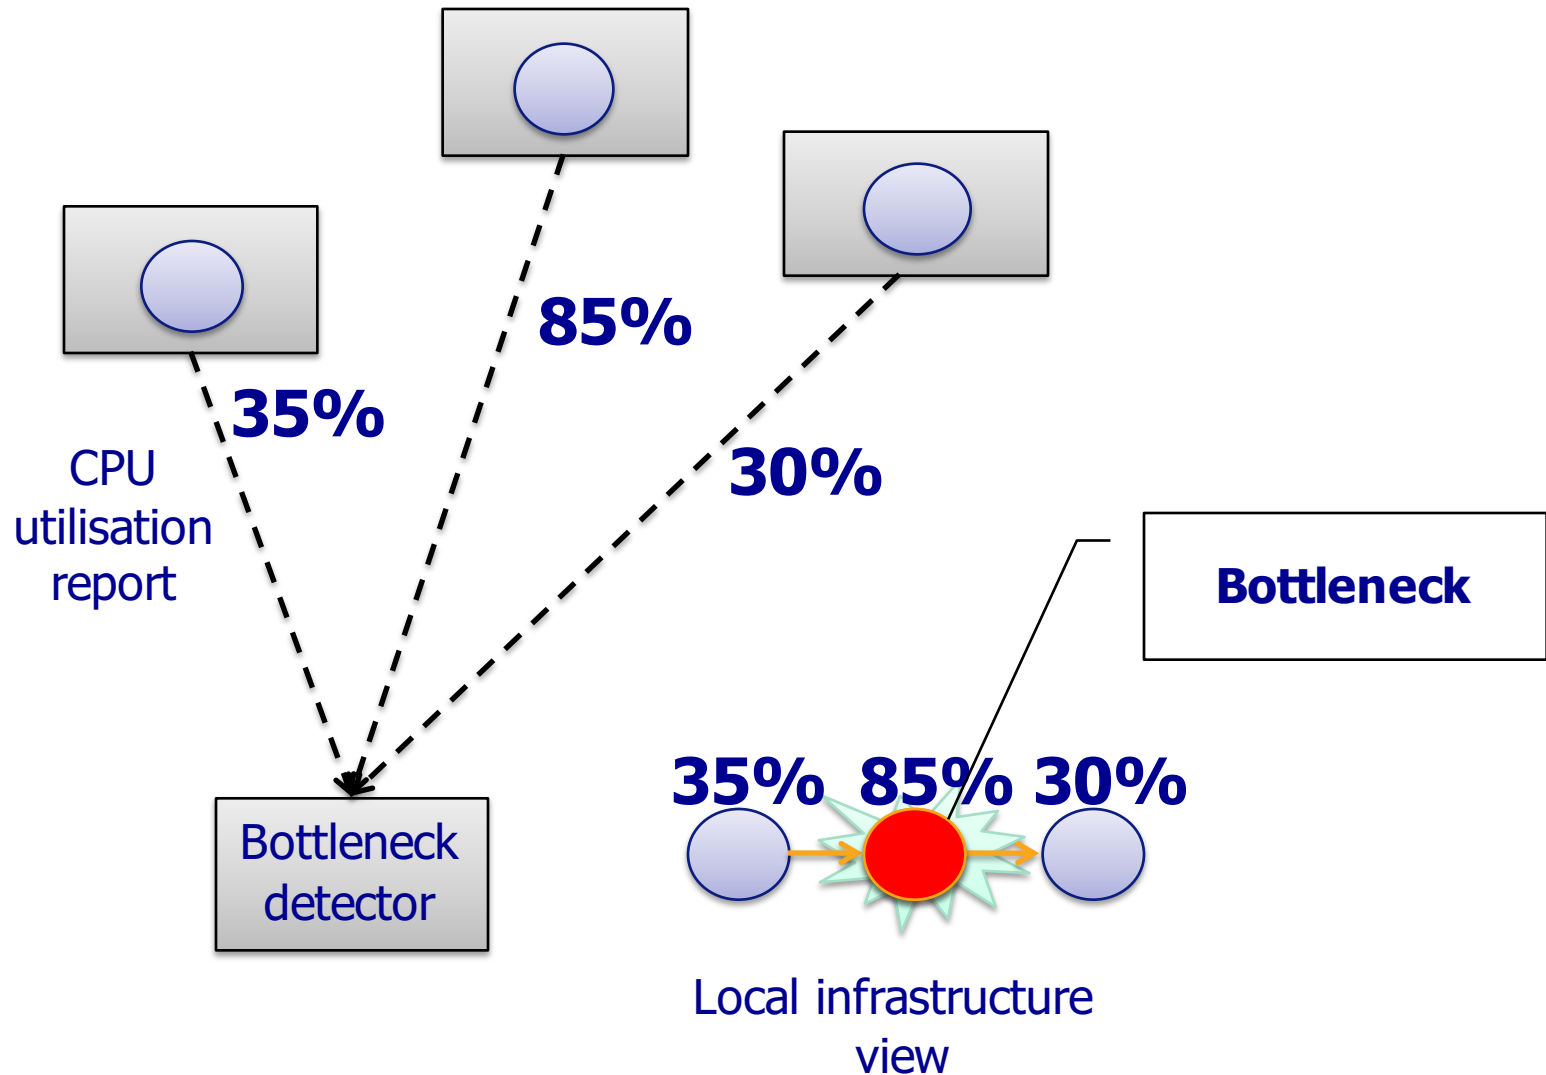 85%
35%
30%
CPU
utilisation
report
Bottleneck
35% 85% 30%
Bottleneck
detector
Local infrastructure
view